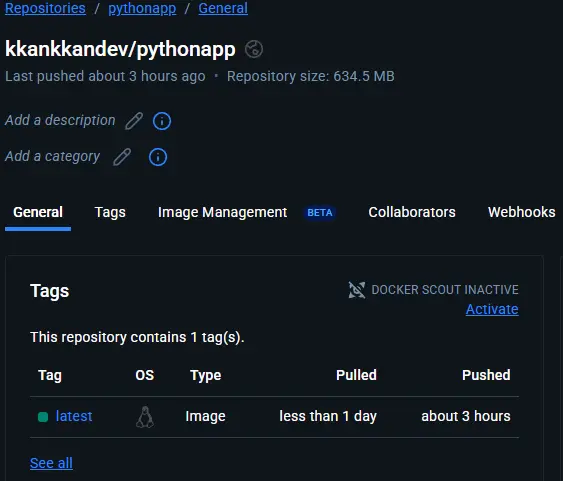 Repositories / pythonapp / General
kkankkandev/pythonapp
Last pushed about 3 hours ago • Repository size: 634.5 MB
Add a description
Add a category
General Tags Image Management BETA Collaborators Webhooks
Tags DOCKER SCOUT INACTIVE
Activate
This repository contains 1 tag(s).
Tag OS Type Pulled Pushed
latest Image less than 1 day about 3 hours
See all